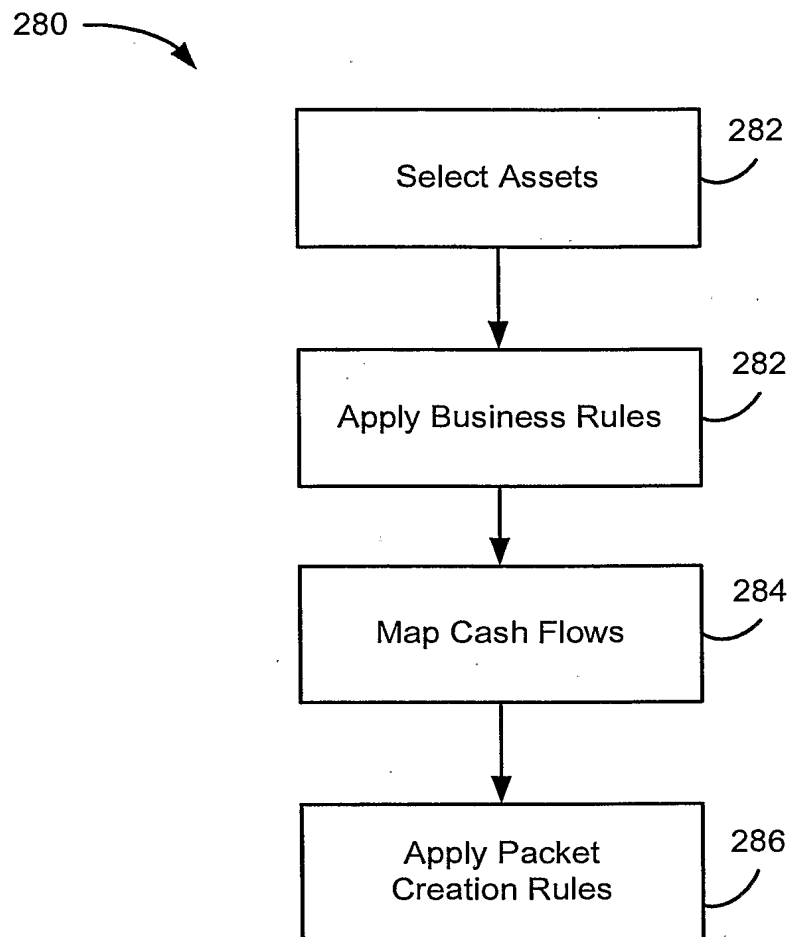 280
282
Select Assets
282
Apply Business Rules
284
Map Cash Flows
286
Apply Packet
Creation Rules